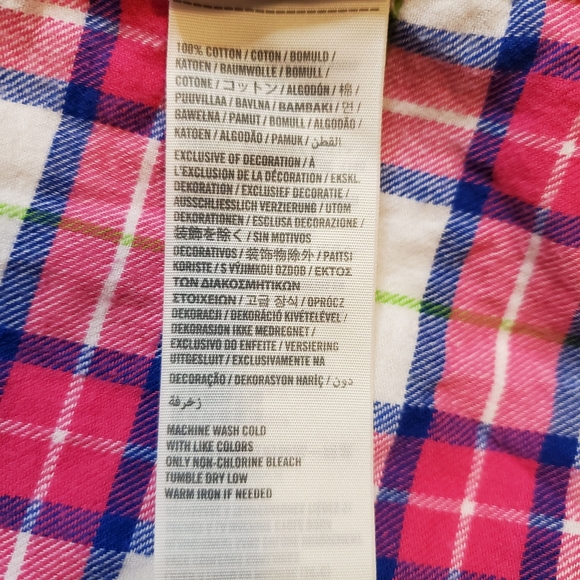 100% COTTON / COTON / BOMULD /
KATOEN / BAUMWOLLE / BOMULL /
COTONE / コットン / ALGODÓN / 棉 /
PUUVILLAA / BAVLNA / BAMBAKI / 면 /
BAWEŁNA / PAMUT / BOMULL / ALGODÃO /
KATOEN / ALGODÃO / PAMUK / القطن
EXCLUSIVE OF DECORATION / À
L'EXCLUSION DE LA DÉCORATION / EKSKL.
DEKORATION / EXCLUSIEF DECORATIE /
AUSSCHLIESSLICH VERZIERUNG / UTOM
DEKORATIONEN / ESCLUSA DECORAZIONE /
装飾を除く / SIN MOTIVOS
DECORATIVOS / 裝飾物除外 / PAITSI
KORISTE / S VÝJIMKOU OZDOB / ΕΚΤΟΣ
ΤΩΝ ΔΙΑΚΟΣΜΗΤΙΚΩΝ
ΣΤΟΙΧΕΙΩΝ / 고급 장식 / OPRÓCZ
DEKORACJI / DEKORÁCIÓ KIVÉTELÉVEL /
DEKORASJON IKKE MEDREGNET /
EXCLUSIVO DO ENFEITE / VERSIERING
UITGESLUIT / EXCLUSIVAMENTE NA
DECORAÇÃO / DEKORASYON HARİÇ / دون
زخرفة
MACHINE WASH COLD
WITH LIKE COLORS
ONLY NON-CHLORINE BLEACH
TUMBLE DRY LOW
WARM IRON IF NEEDED